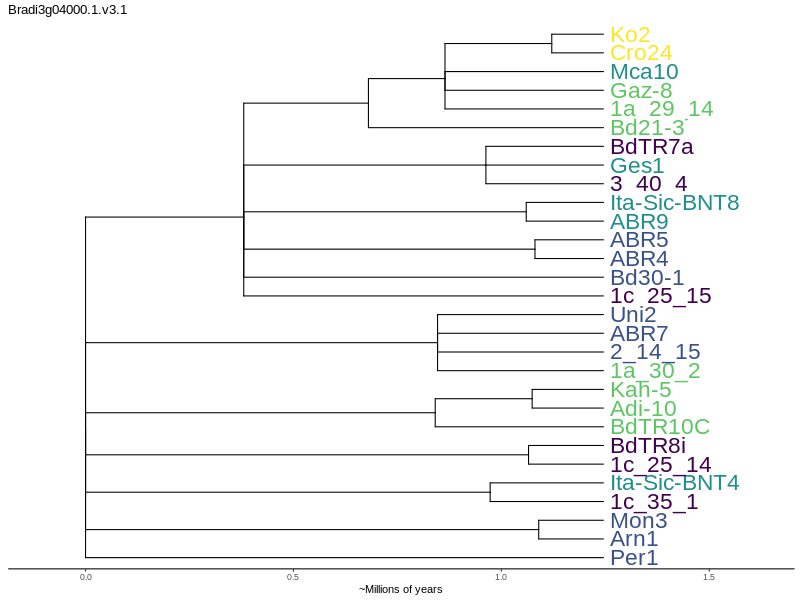 Bradi3g04000.1.v3.1
Ko2
Cro24
Mca10
Gaz-8
1a_29_14
Bd21-3
BdTR7a
Ges1
3_40_4
Ita-Sic-BNT8
ABR9
ABR5
ABR4
Bd30-1
1c_25_15
Uni2
ABR7
2_14_15
1a_30_2
Kah-5
Adi-10
BdTR10C
BdTR8i
1c_25_14
Ita-Sic-BNT4
1c_35_1
Mon3
Arn1
Per1
0.0 0.5 1.0 1.5
~Millions of years